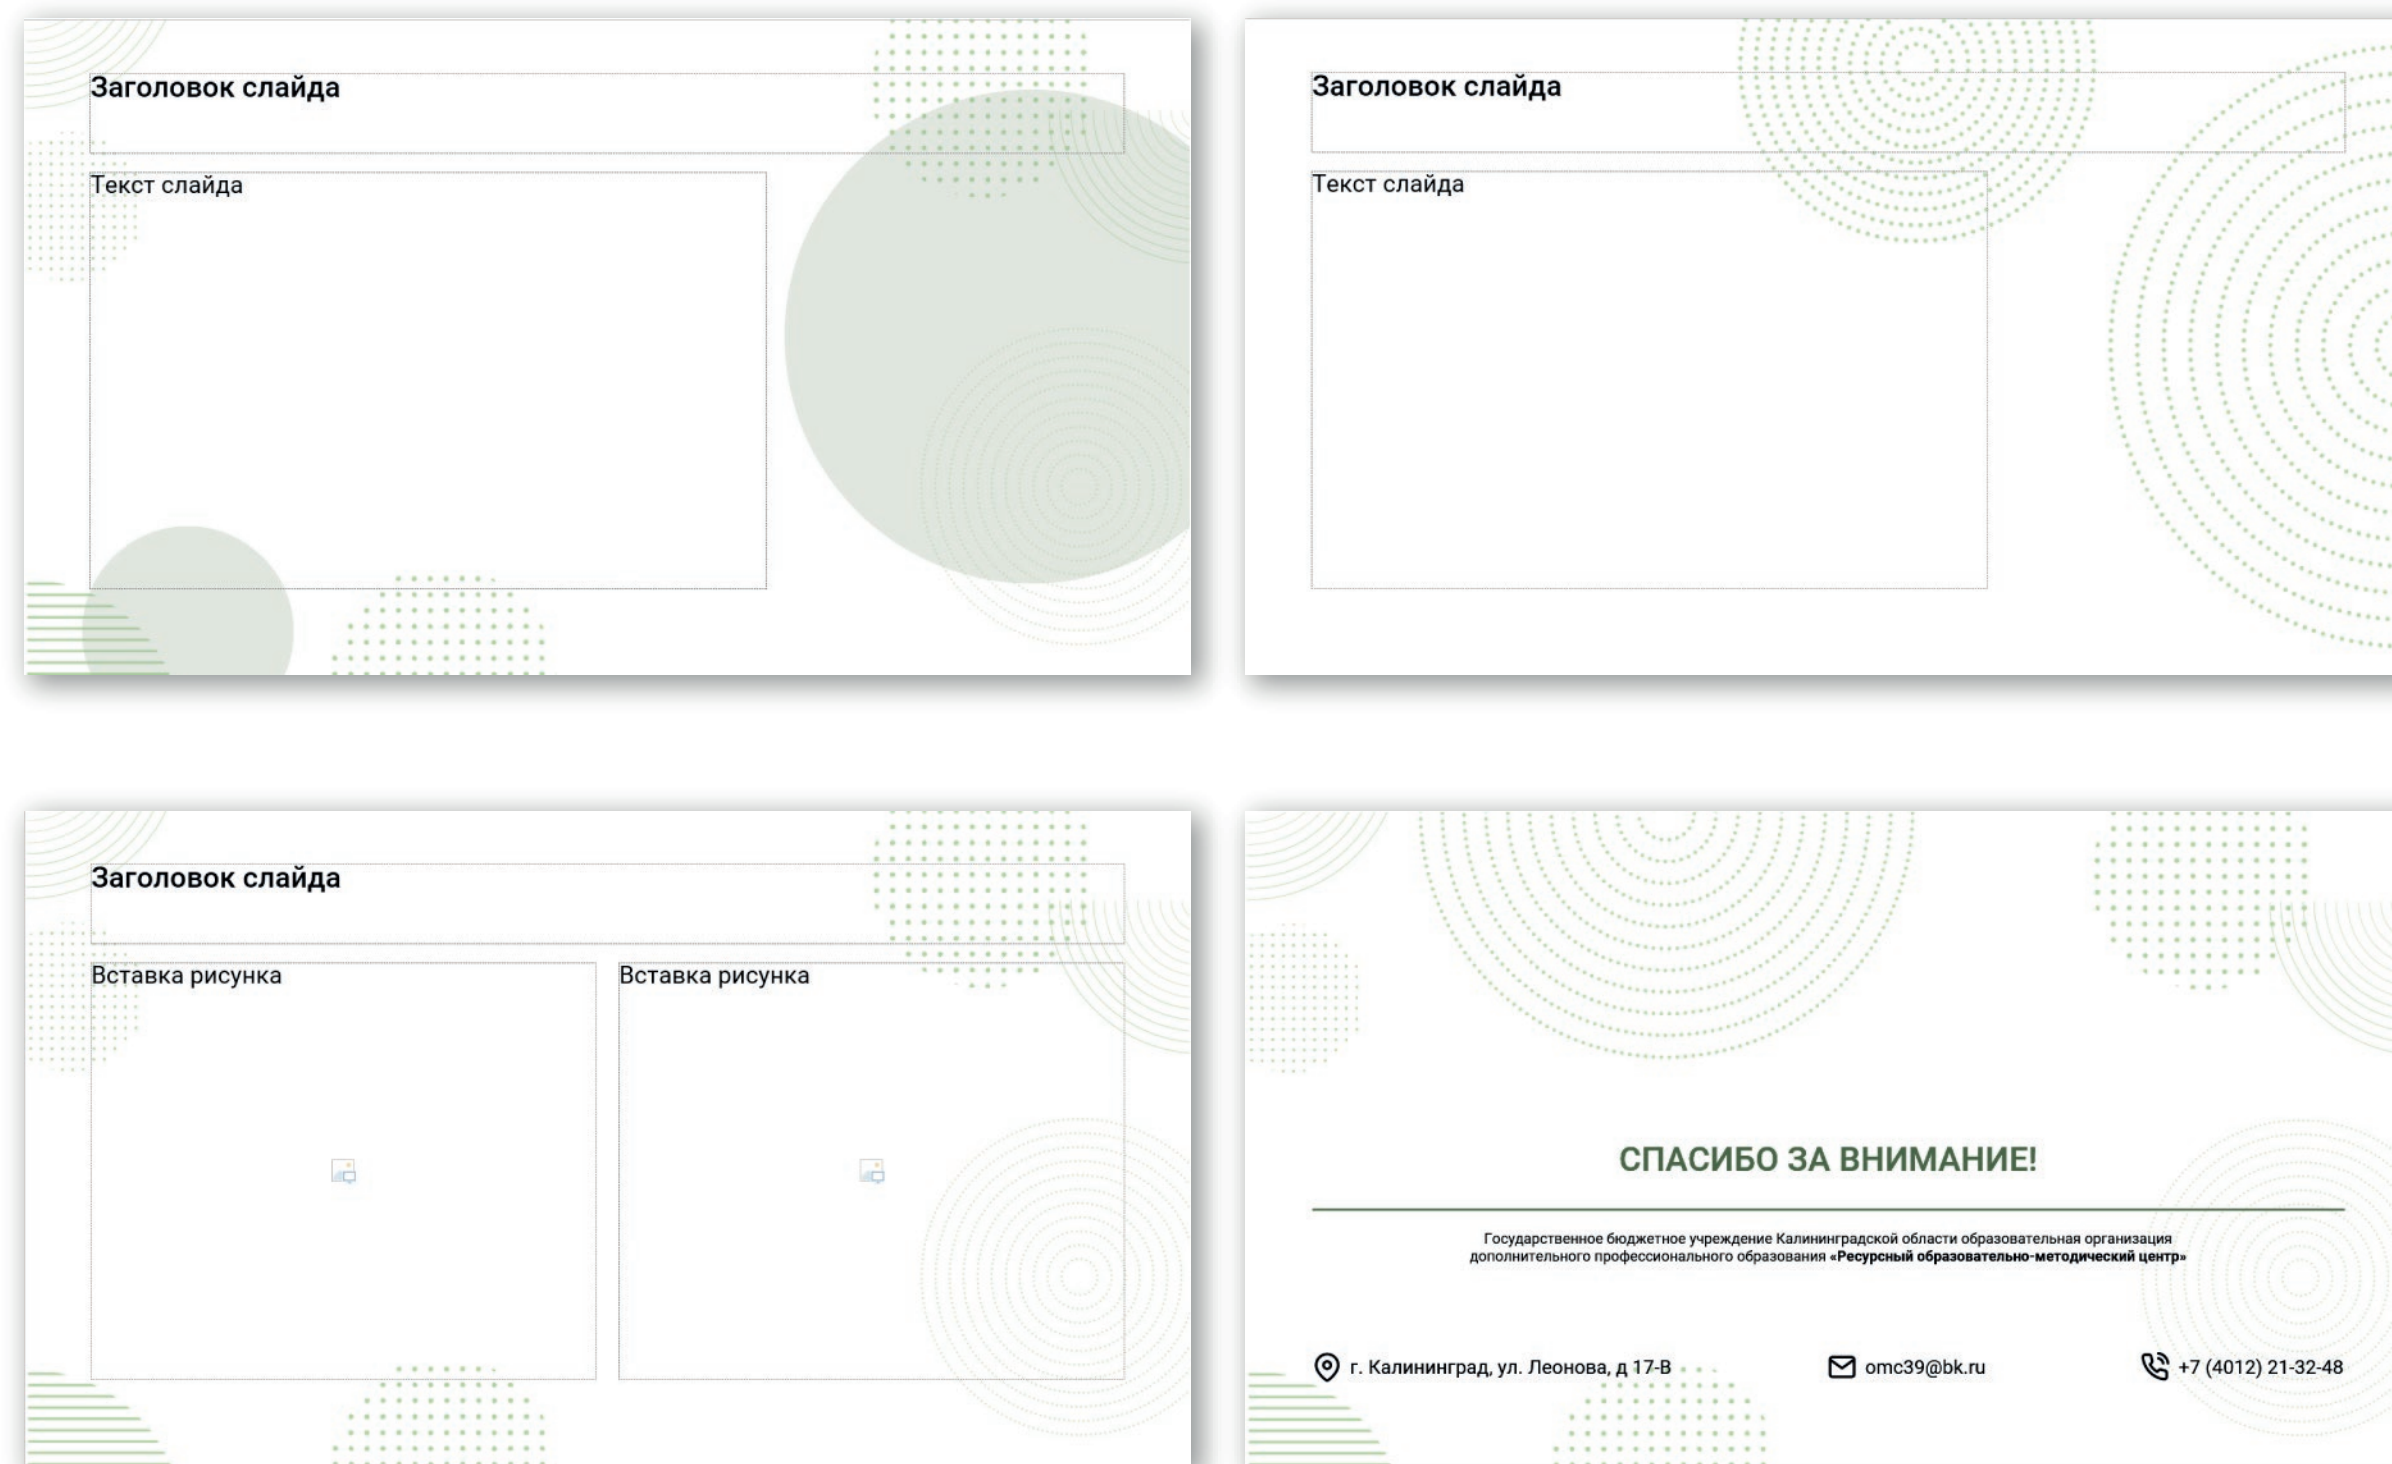 Заголовок слайда
Текст слайда
Заголовок слайда
Текст слайда
Заголовок слайда
Вставка рисунка
Вставка рисунка
СПАСИБО ЗА ВНИМАНИЕ!
Государственное бюджетное учреждение Калининградской области образовательная организация
дополнительного профессионального образования «Ресурсный образовательно-методический центр»
г. Калининград, ул. Леонова, д 17-В
omc39@bk.ru
+7 (4012) 21-32-48